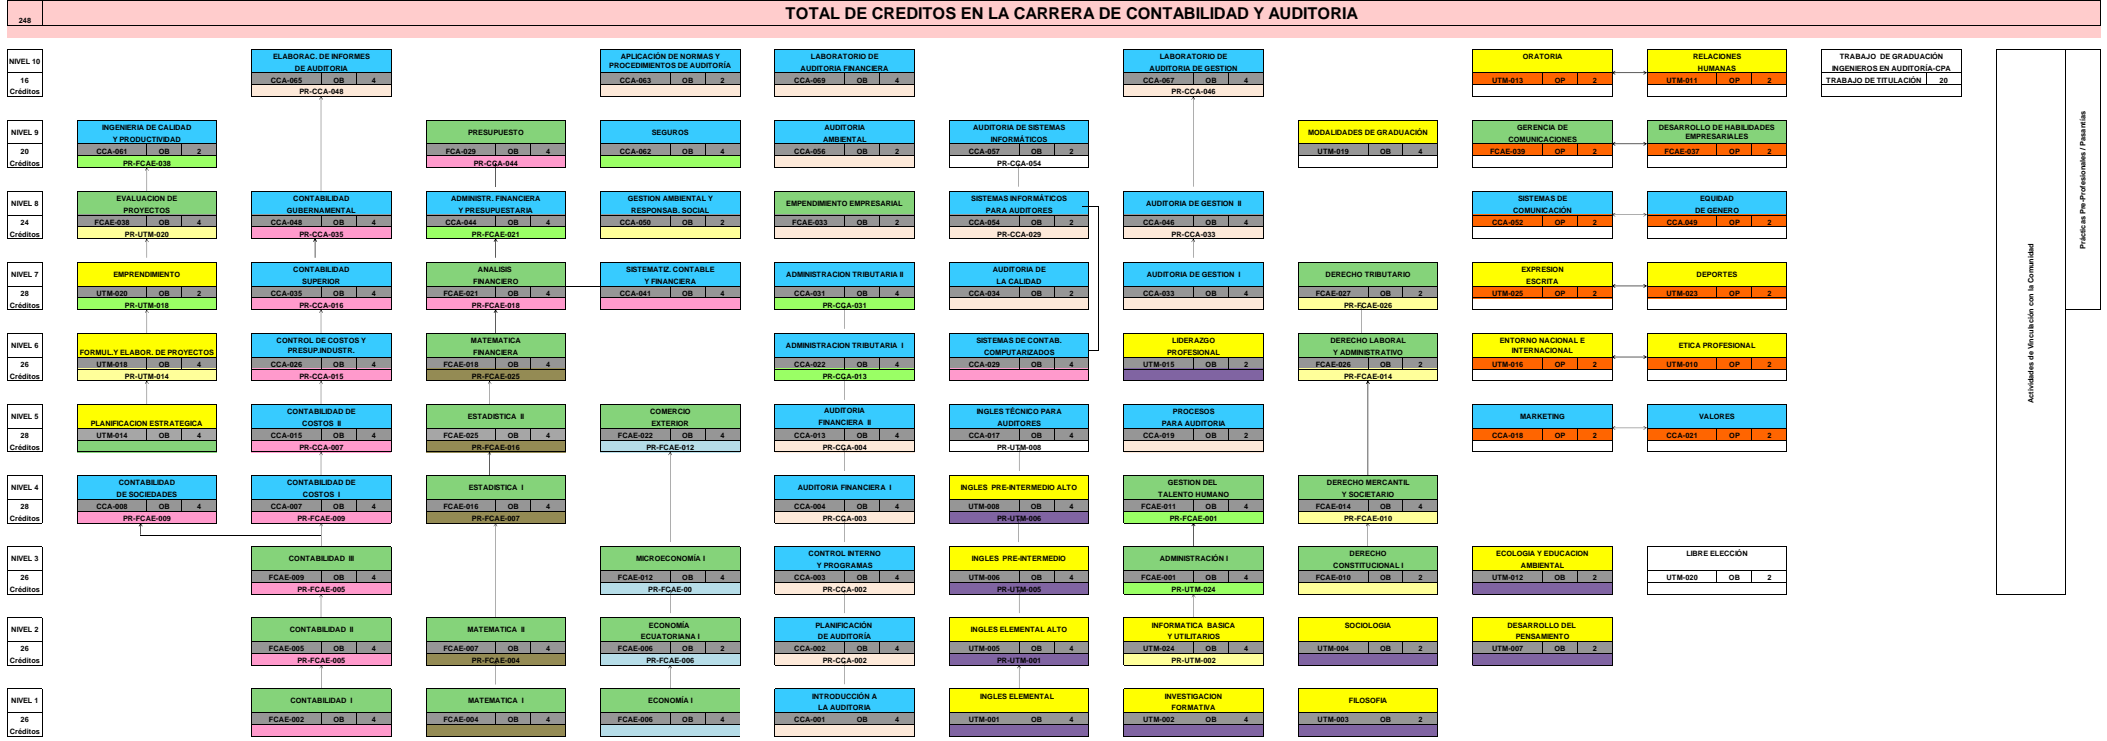 248
TOTAL DE CREDITOS EN LA CARRERA DE CONTABILIDAD Y AUDITORIA
NIVEL 10
16
Créditos
ELABORAC. DE INFORMES
DE AUDITORIA
CCA-065 OB 4
PR-CCA-048
APLICACIÓN DE NORMAS Y
PROCEDIMIENTOS DE AUDITORÍA
CCA-063 OB 2
LABORATORIO DE
AUDITORIA FINANCIERA
CCA-069 OB 4
LABORATORIO DE
AUDITORIA DE GESTION
CCA-067 OB 4
PR-CCA-046
ORATORIA
UTM-013 OP 2
RELACIONES
HUMANAS
UTM-011 OP 2
TRABAJO DE GRADUACIÓN
INGENIEROS EN AUDITORÍA-CPA
TRABAJO DE TITULACIÓN 20
NIVEL 9
20
Créditos
INGENIERIA DE CALIDAD
Y PRODUCTIVIDAD
CCA-061 OB 2
PR-FCAE-038
PRESUPUESTO
FCA-029 OB 4
PR-CCA-044
SEGUROS
CCA-062 OB 4
AUDITORIA
AMBIENTAL
CCA-056 OB 2
AUDITORIA DE SISTEMAS
INFORMÁTICOS
CCA-057 OB 2
PR-CCA-054
MODALIDADES DE GRADUACIÓN
UTM-019 OB 4
GERENCIA DE
COMUNICACIONES
FCAE-039 OP 2
DESARROLLO DE HABILIDADES
EMPRESARIALES
FCAE-037 OP 2
NIVEL 8
24
Créditos
EVALUACION DE
PROYECTOS
FCAE-038 OB 4
PR-UTM-020
CONTABILIDAD
GUBERNAMENTAL
CCA-048 OB 4
PR-CCA-035
ADMINISTR. FINANCIERA
Y PRESUPUESTARIA
CCA-044 OB 4
PR-FCAE-021
GESTION AMBIENTAL Y
RESPONSAB. SOCIAL
CCA-050 OB 2
EMPENDIMIENTO EMPRESARIAL
FCAE-033 OB 2
SISTEMAS INFORMÁTICOS
PARA AUDITORES
CCA-054 OB 2
PR-CCA-029
AUDITORIA DE GESTION II
CCA-046 OB 4
PR-CCA-033
SISTEMAS DE
COMUNICACIÓN
CCA-052 OP 2
EQUIDAD
DE GENERO
CCA.049 OP 2
NIVEL 7
28
Créditos
EMPRENDIMIENTO
UTM-020 OB 2
PR-UTM-018
CONTABILIDAD
SUPERIOR
CCA-035 OB 4
PR-CCA-016
ANALISIS
FINANCIERO
FCAE-021 OB 4
PR-FCAE-018
SISTEMATIZ. CONTABLE
Y FINANCIERA
CCA-041 OB 4
ADMINISTRACION TRIBUTARIA II
CCA-031 OB 4
PR-CCA-031
AUDITORIA DE
LA CALIDAD
CCA-034 OB 2
AUDITORIA DE GESTION I
CCA-033 OB 4
DERECHO TRIBUTARIO
FCAE-027 OB 2
PR-FCAE-026
EXPRESION
ESCRITA
UTM-025 OP 2
DEPORTES
UTM-023 OP 2
NIVEL 6
26
Créditos
FORMUL.Y ELABOR. DE PROYECTOS
UTM-018 OB 4
PR-UTM-014
CONTROL DE COSTOS Y
PRESUP.INDUSTR.
CCA-026 OB 4
PR-CCA-015
MATEMATICA
FINANCIERA
FCAE-018 OB 4
PR-FCAE-025
ADMINISTRACION TRIBUTARIA I
CCA-022 OB 4
PR-CCA-013
SISTEMAS DE CONTAB.
COMPUTARIZADOS
CCA-029 OB 4
LIDERAZGO
PROFESIONAL
UTM-015 OB 2
DERECHO LABORAL
Y ADMINISTRATIVO
FCAE-026 OB 2
PR-FCAE-014
ENTORNO NACIONAL E
INTERNACIONAL
UTM-016 OP 2
ETICA PROFESIONAL
UTM-010 OP 2
NIVEL 5
28
Créditos
PLANIFICACION ESTRATEGICA
UTM-014 OB 4
CONTABILIDAD DE
COSTOS II
CCA-015 OB 4
PR-CCA-007
ESTADISTICA II
FCAE-025 OB 4
PR-FCAE-016
COMERCIO
EXTERIOR
FCAE-022 OB 4
PR-FCAE-012
AUDITORIA
FINANCIERA II
CCA-013 OB 4
PR-CCA-004
INGLES TÉCNICO PARA
AUDITORES
CCA-017 OB 4
PR-UTM-008
PROCESOS
PARA AUDITORIA
CCA-019 OB 2
MARKETING
CCA-018 OP 2
VALORES
CCA-021 OP 2
NIVEL 4
28
Créditos
CONTABILIDAD
DE SOCIEDADES
CCA-008 OB 4
PR-FCAE-009
CONTABILIDAD DE
COSTOS I
CCA-007 OB 4
PR-FCAE-009
ESTADISTICA I
FCAE-016 OB 4
PR-FCAE-007
AUDITORIA FINANCIERA I
CCA-004 OB 4
PR-CCA-003
INGLES PRE-INTERMEDIO ALTO
UTM-008 OB 4
PR-UTM-006
GESTION DEL
TALENTO HUMANO
FCAE-011 OB 4
PR-FCAE-001
DERECHO MERCANTIL
Y SOCIETARIO
FCAE-014 OB 4
PR-FCAE-010
NIVEL 3
26
Créditos
CONTABILIDAD III
FCAE-009 OB 4
PR-FCAE-005
MICROECONOMÍA I
FCAE-012 OB 4
PR-FCAE-00
CONTROL INTERNO
Y PROGRAMAS
CCA-003 OB 4
PR-CCA-002
INGLES PRE-INTERMEDIO
UTM-006 OB 4
PR-UTM-005
ADMINISTRACIÓN I
FCAE-001 OB 4
PR-UTM-024
DERECHO
CONSTITUCIONAL I
FCAE-010 OB 2
ECOLOGIA Y EDUCACION
AMBIENTAL
UTM-012 OB 2
LIBRE ELECCIÓN
UTM-020 OB 2
NIVEL 2
26
Créditos
CONTABILIDAD II
FCAE-005 OB 4
PR-FCAE-005
MATEMATICA II
FCAE-007 OB 4
PR-FCAE-004
ECONOMÍA
ECUATORIANA I
FCAE-006 OB 2
PR-FCAE-006
PLANIFICACIÓN
DE AUDITORÍA
CCA-002 OB 4
PR-CCA-002
INGLES ELEMENTAL ALTO
UTM-005 OB 4
PR-UTM-001
INFORMATICA BASICA
Y UTILITARIOS
UTM-024 OB 4
PR-UTM-002
SOCIOLOGIA
UTM-004 OB 2
DESARROLLO DEL
PENSAMIENTO
UTM-007 OB 2
NIVEL 1
26
Créditos
CONTABILIDAD I
FCAE-002 OB 4
MATEMATICA I
FCAE-004 OB 4
ECONOMÍA I
FCAE-006 OB 4
INTRODUCCIÓN A
LA AUDITORIA
CCA-001 OB 4
INGLES ELEMENTAL
UTM-001 OB 4
INVESTIGACION
FORMATIVA
UTM-002 OB 4
FILOSOFIA
UTM-003 OB 2
Actividades de Vinculación con la Comunidad
Prácticas Pre-Profesionales / Pasantías